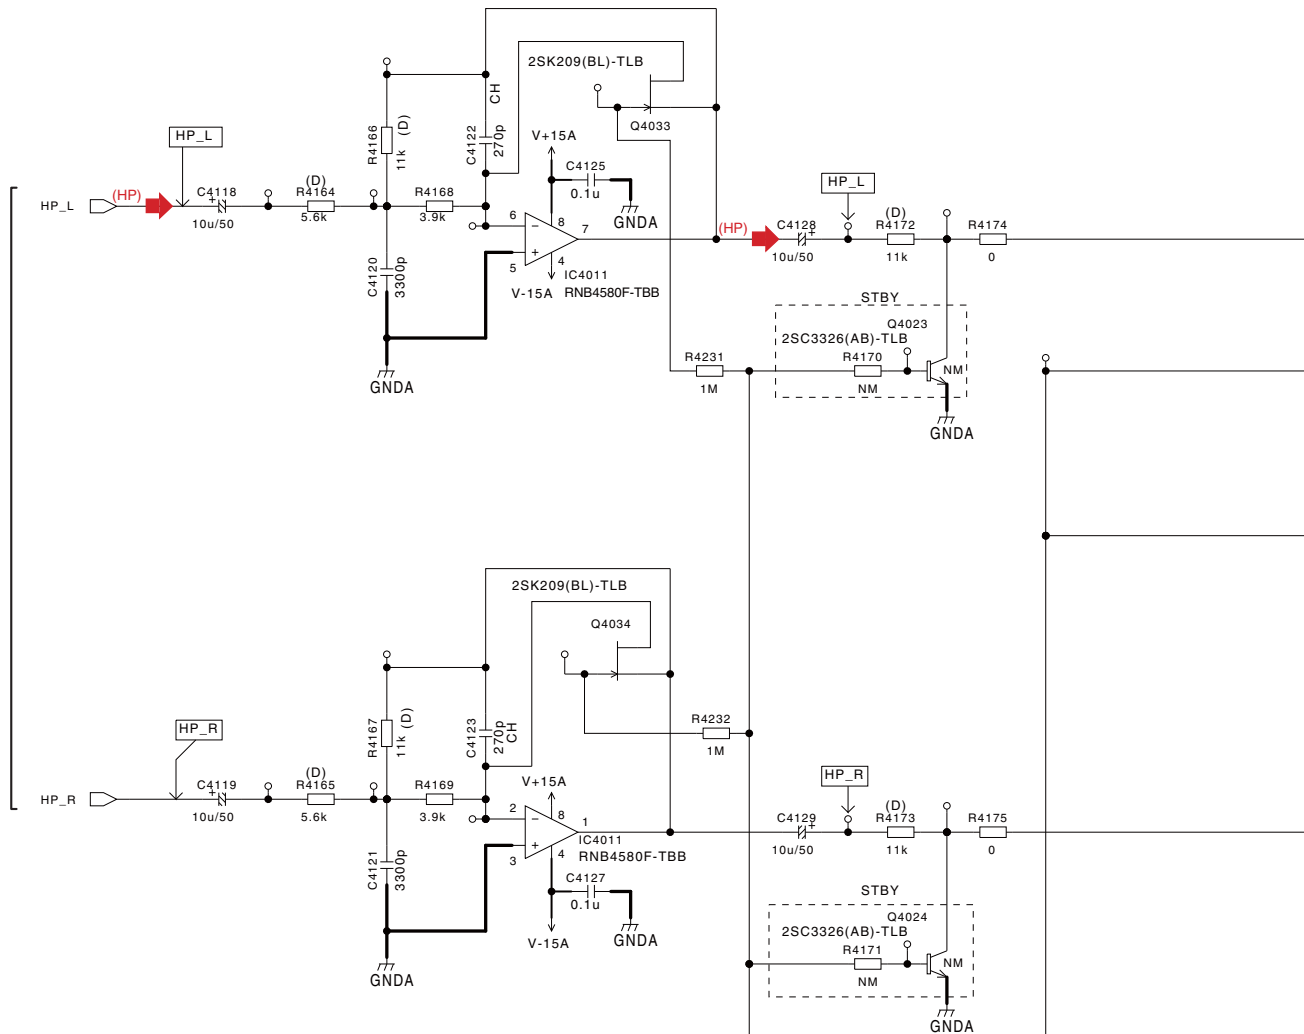 2SK209(BL)-TLB
CH
R4166
11k
(D)
C4122
270p
Q4033
HP_L
V+15A
C4125
0.1u
GNDA
HP_L
(HP)
C4118
+
10u/50
(D)
R4164
5.6k
R4168
3.9k
6
−
8
7
+
5
4
IC4011
RNB4580F-TBB
V-15A
(HP)
HP_L
C4128
+
10u/50
(D)
R4172
11k
R4174
0
C4120
3300p
GNDA
STBY
Q4023
2SC3326(AB)-TLB
R4231
1M
R4170
NM
NM
GNDA
2SK209(BL)-TLB
Q4034
R4167
11k
(D)
C4123
270p
CH
R4232
1M
HP_R
V+15A
HP_R
C4119
+
10u/50
(D)
R4165
5.6k
R4169
3.9k
2
−
8
1
+
3
4
IC4011
RNB4580F-TBB
HP_R
C4129
+
10u/50
(D)
R4173
11k
R4175
0
C4121
3300p
C4127
0.1u
V-15A
GNDA
GNDA
STBY
Q4024
2SC3326(AB)-TLB
R4171
NM
NM
GNDA